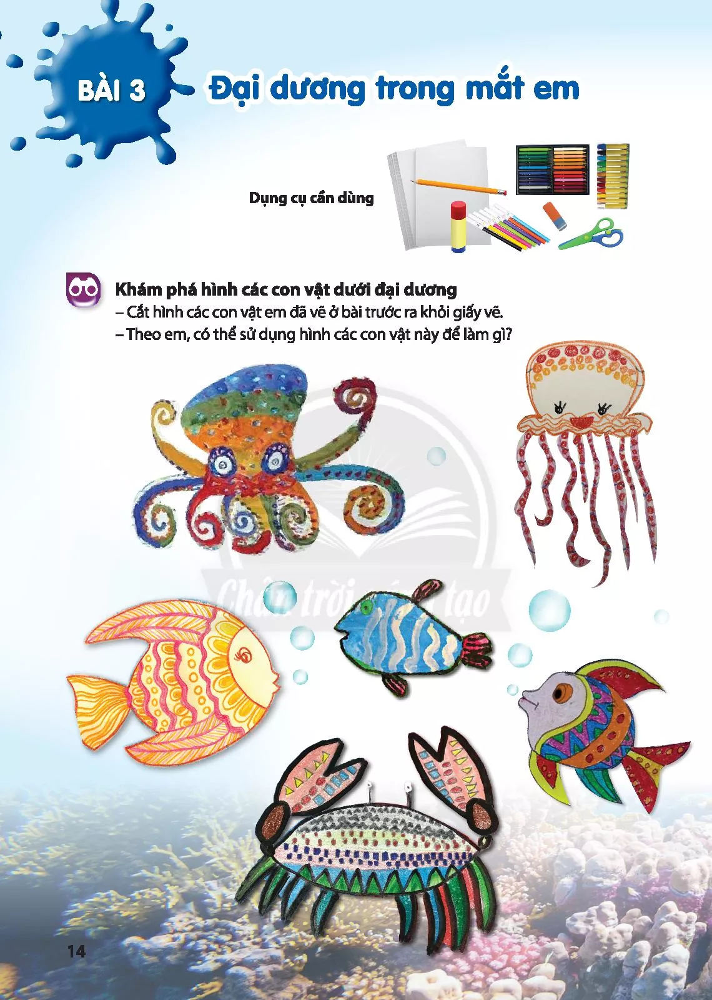 BÀI 3
Đại dương trong mắt em
Dụng cụ cần dùng
Khám phá hình các con vật dưới đại dương
– Cắt hình các con vật em đã vẽ ở bài trước ra khỏi giấy vẽ.
– Theo em, có thể sử dụng hình các con vật này để làm gì?
Chân trời sáng tạo
14